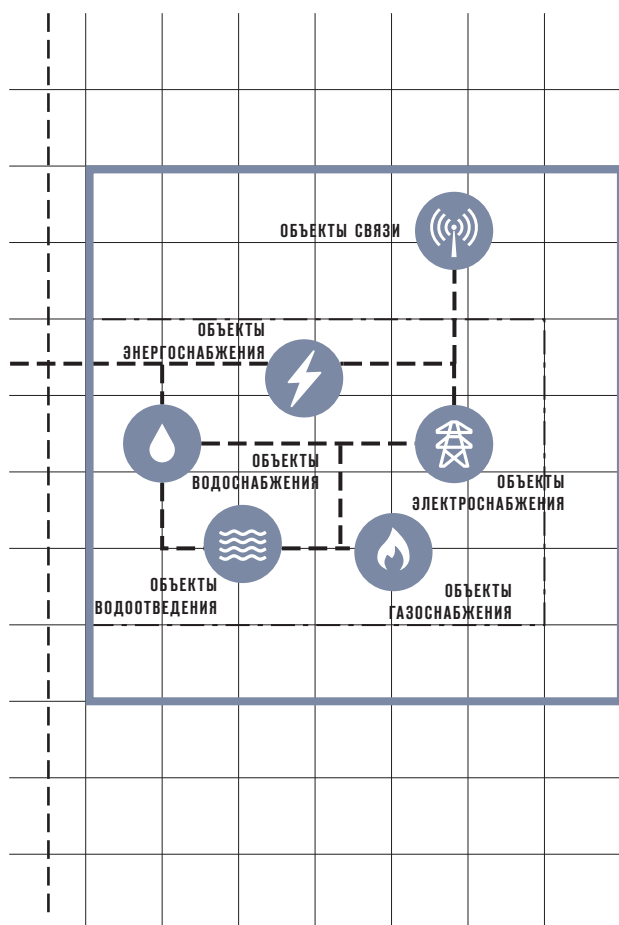 ОБЪЕКТЫ СВЯЗИ
ОБЪЕКТЫ
ЭНЕРГОСНАБЖЕНИЯ
ОБЪЕКТЫ
ВОДОСНАБЖЕНИЯ
ОБЪЕКТЫ
ЭЛЕКТРОСНАБЖЕНИЯ
ОБЪЕКТЫ
ВОДООТВЕДЕНИЯ
ОБЪЕКТЫ
ГАЗОСНАБЖЕНИЯ